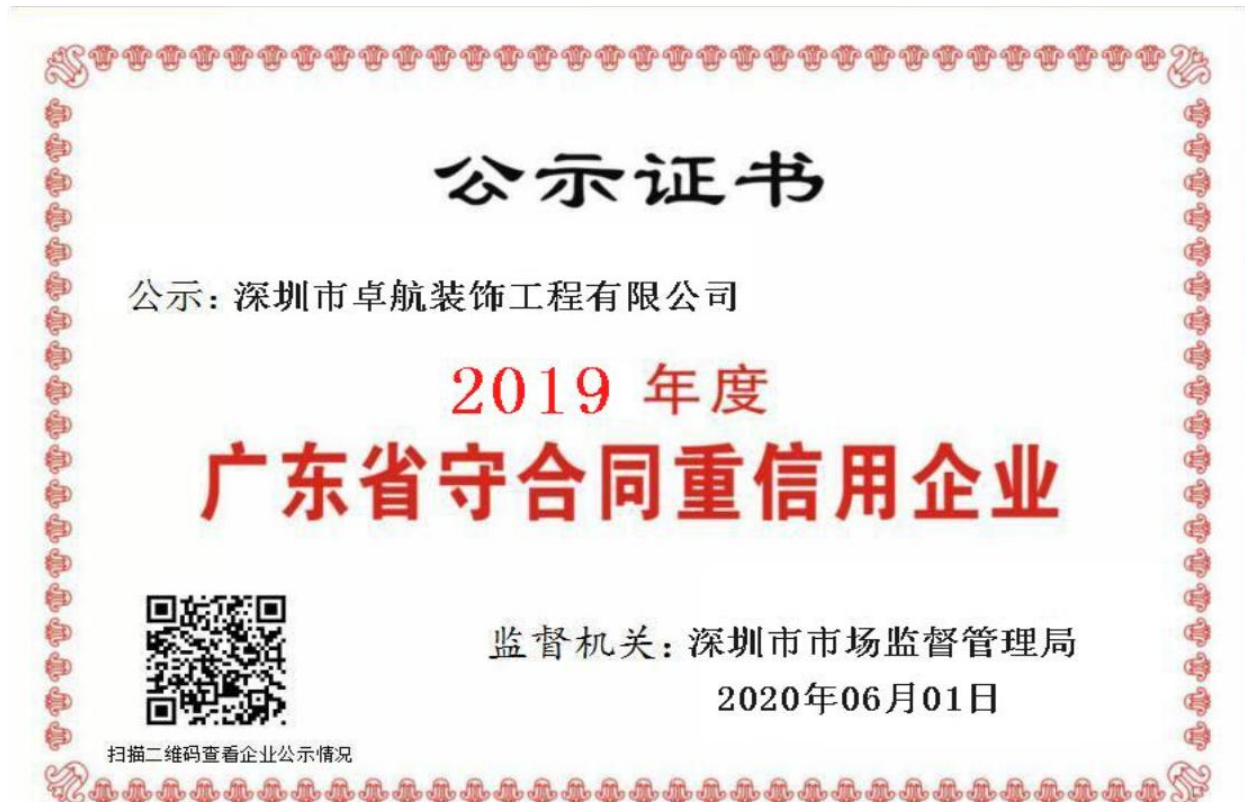 公示证书
公示：深圳市卓航装饰工程有限公司
2019 年度
广东省守合同重信用企业
监督机关：深圳市市场监督管理局
2020年06月01日
扫描二维码查看企业公示情况